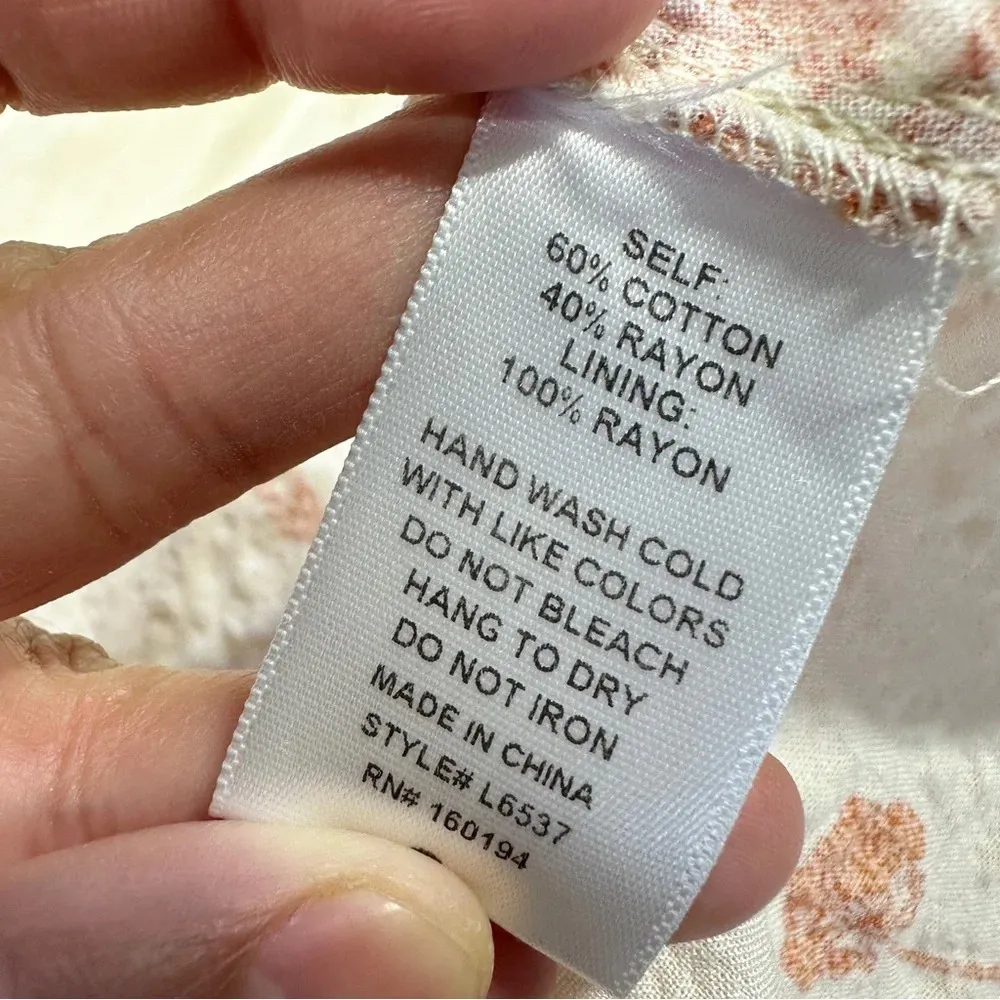 SELF:
60% COTTON
40% RAYON
LINING:
100% RAYON
HAND WASH COLD
WITH LIKE COLORS
DO NOT BLEACH
HANG TO DRY
DO NOT IRON
MADE IN CHINA
STYLE# L6537
RN# 160194